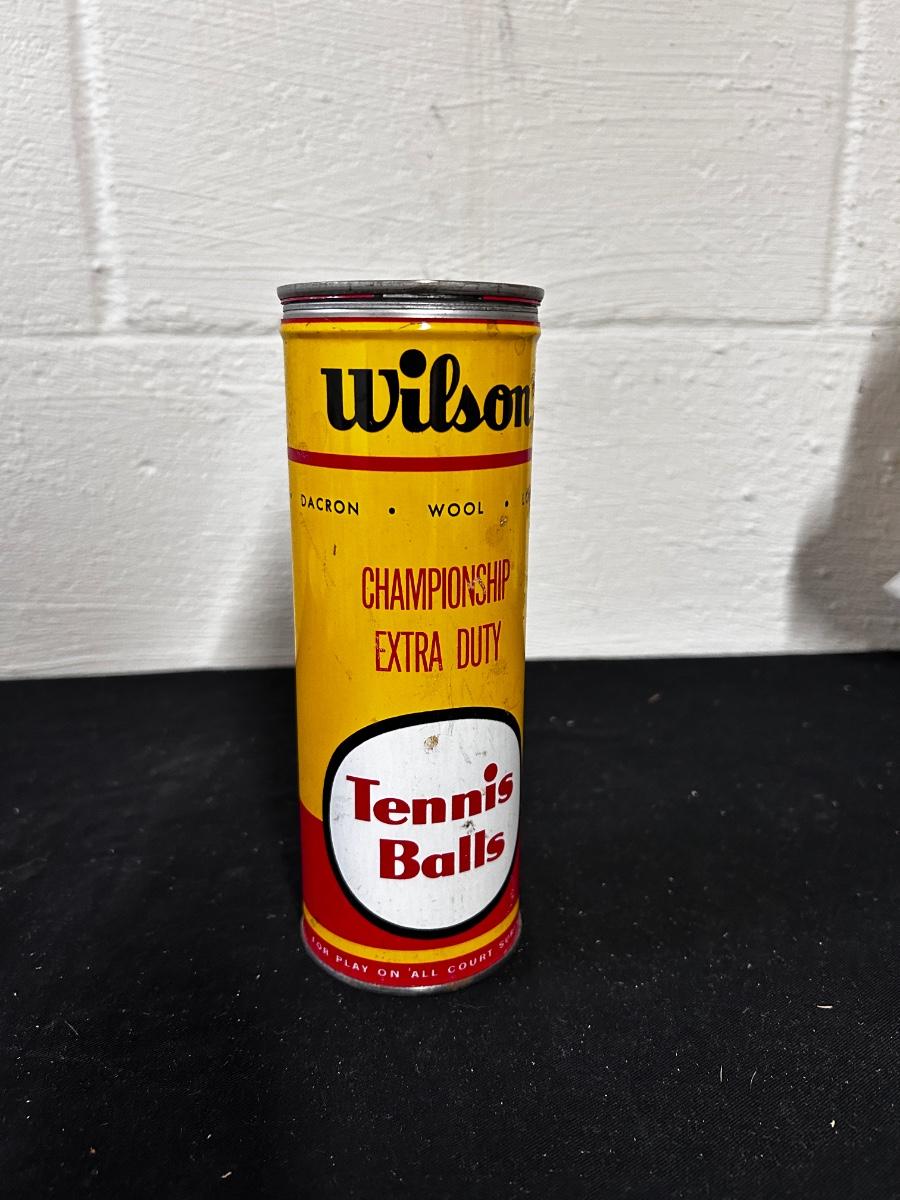 Wilson
DACRON • WOOL •
CHAMPIONSHIP
EXTRA DUTY
Tennis
Balls
FOR PLAY ON ALL COURT